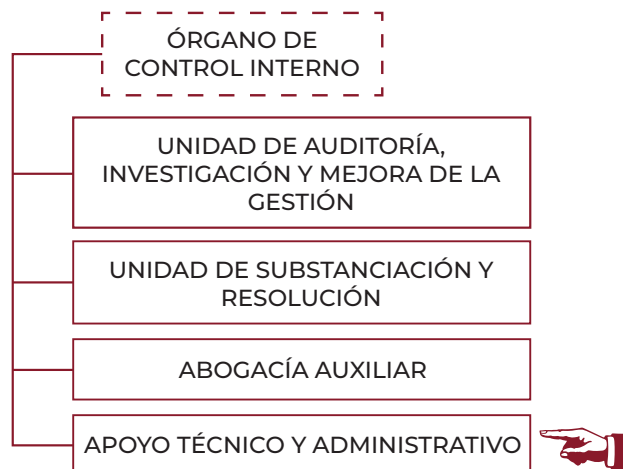 ÓRGANO DE
CONTROL INTERNO
UNIDAD DE AUDITORÍA,
INVESTIGACIÓN Y MEJORA DE LA
GESTIÓN
UNIDAD DE SUBSTANCIACIÓN Y
RESOLUCIÓN
ABOGACÍA AUXILIAR
APOYO TÉCNICO Y ADMINISTRATIVO